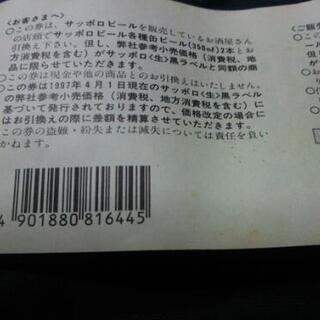 〈お客さまへ〉
〇この券は、サッポロビールを販売しているお酒屋さん
の店頭でサッポロビール各種缶ビール(350㎖)2本とお
引換え下さい。但し、弊社参考小売価格(消費税、地
方消費税を含む)がサッポロ〈生〉黒ラベルと同額の商
品に限らせていただきます。
〇この券は現金や他の商品とのお引換えはいたしません。
〇この券は1997年4月1日現在のサッポロ〈生〉黒ラベル
の弊社参考小売価格(消費税、地方消費税を含む)に
基づいて発行されておりますので、価格改定の場合に
はお引換えの際に差額を精算させていただきます。
〇この券の盗難・紛失または滅失については責任を負い
かねます。
4 901880 816445
〈ご販
〇